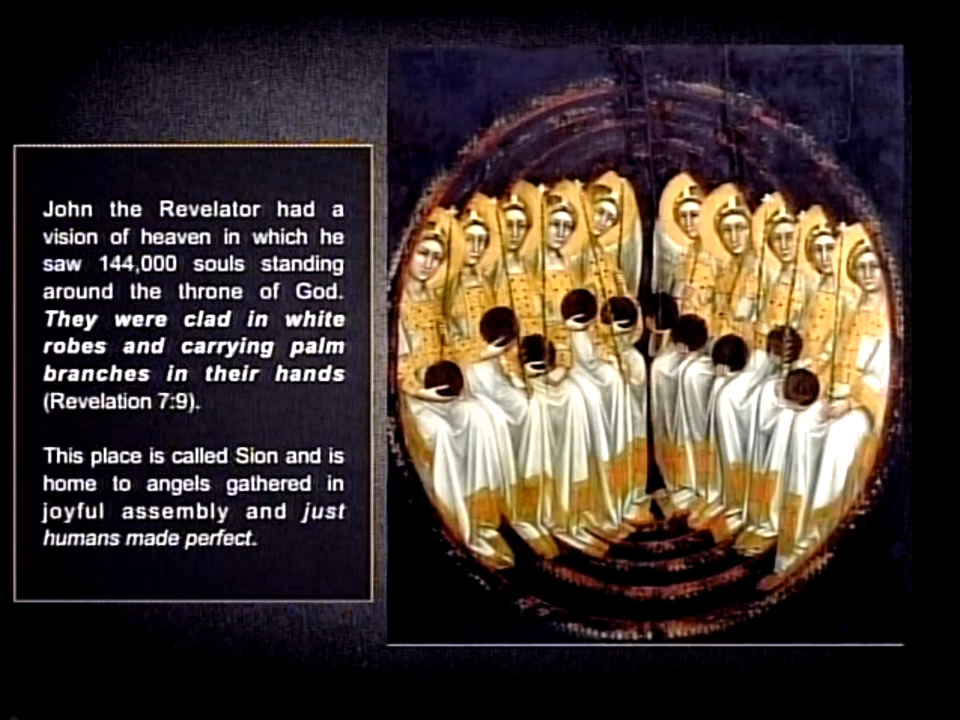 John the Revelator had a
vision of heaven in which he
saw 144,000 souls standing
around the throne of God.
They were clad in white
robes and carrying palm
branches in their hands
(Revelation 7:9).
This place is called Sion and is
home to angels gathered in
joyful assembly and just
humans made perfect.